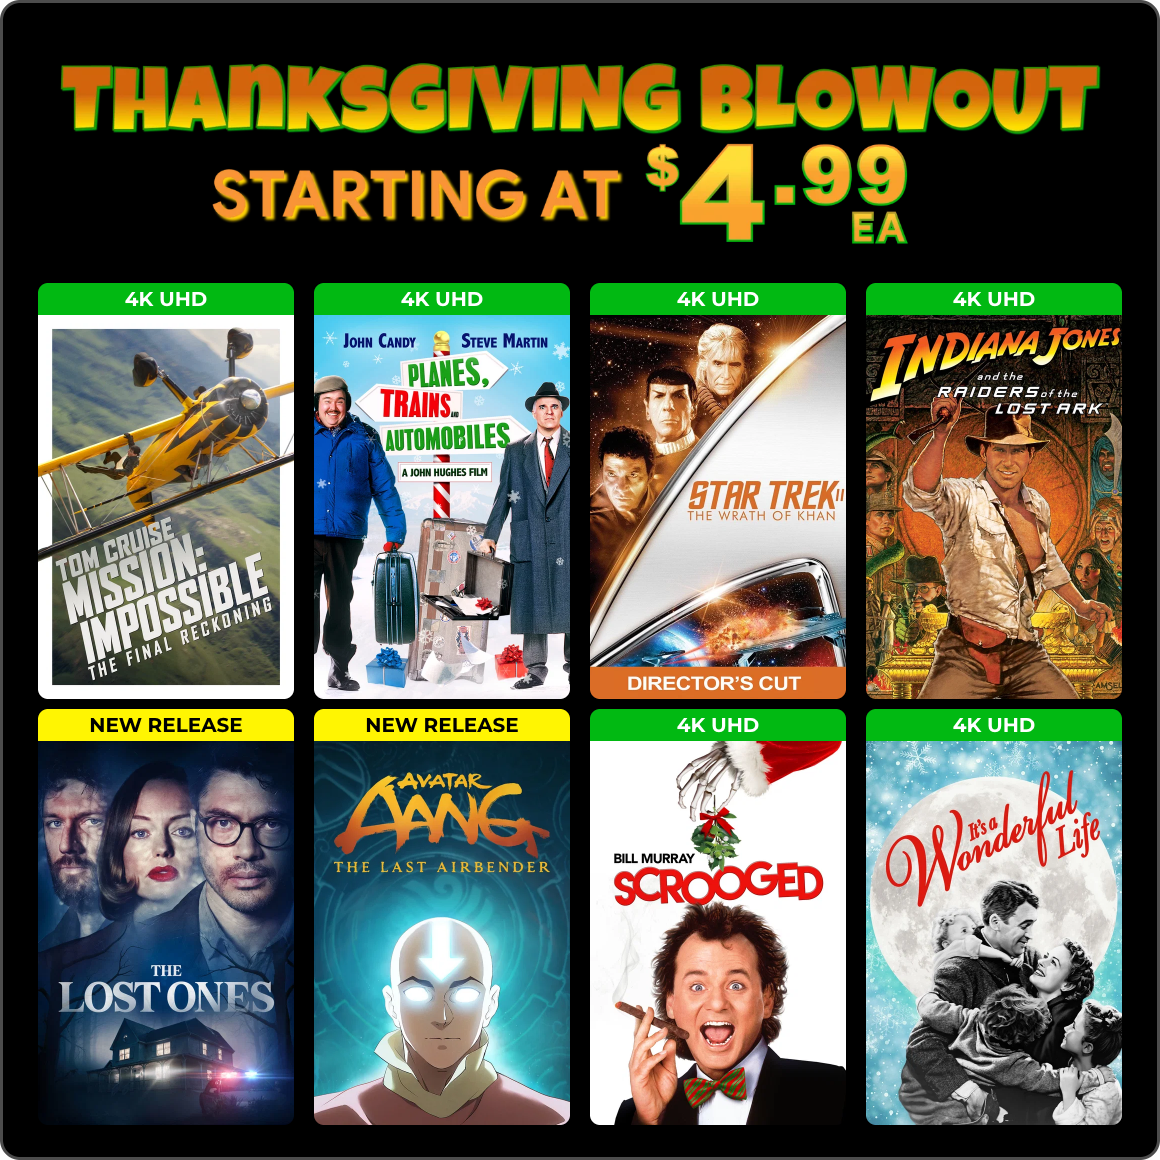 THANKSGIVING BLOWOUT
STARTING AT $4.99 EA
4K UHD
4K UHD
4K UHD
4K UHD
TOM CRUISE
MISSION:
IMPOSSIBLE
THE FINAL RECKONING
JOHN CANDY STEVE MARTIN
PLANES,
TRAINS AND
AUTOMOBILES
A JOHN HUGHES FILM
STAR TREK II
THE WRATH OF KHAN
DIRECTOR'S CUT
INDIANA JONES
and the
RAIDERS of the
LOST ARK
AMSEL
NEW RELEASE
NEW RELEASE
4K UHD
4K UHD
THE
LOST ONES
AVATAR
AANG
THE LAST AIRBENDER
BILL MURRAY
SCROOGED
It's a
Wonderful
Life